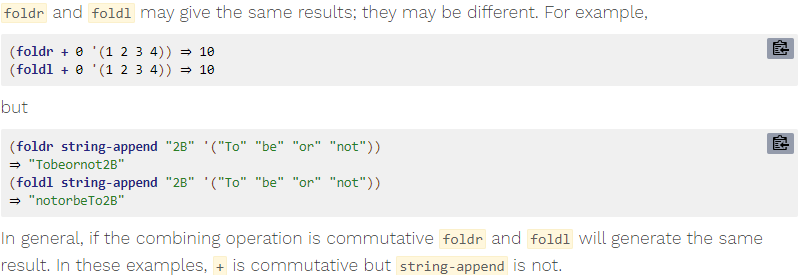 foldr and foldl may give the same results; they may be different. For example,
(foldr + 0 '(1 2 3 4)) ⇒ 10
(foldl + 0 '(1 2 3 4)) ⇒ 10
but
(foldr string-append "2B" '("To" "be" "or" "not"))
⇒ "Tobeornot2B"
(foldl string-append "2B" '("To" "be" "or" "not"))
⇒ "notorbeTo2B"
In general, if the combining operation is commutative foldr and foldl will generate the same
result. In these examples, + is commutative but string-append is not.